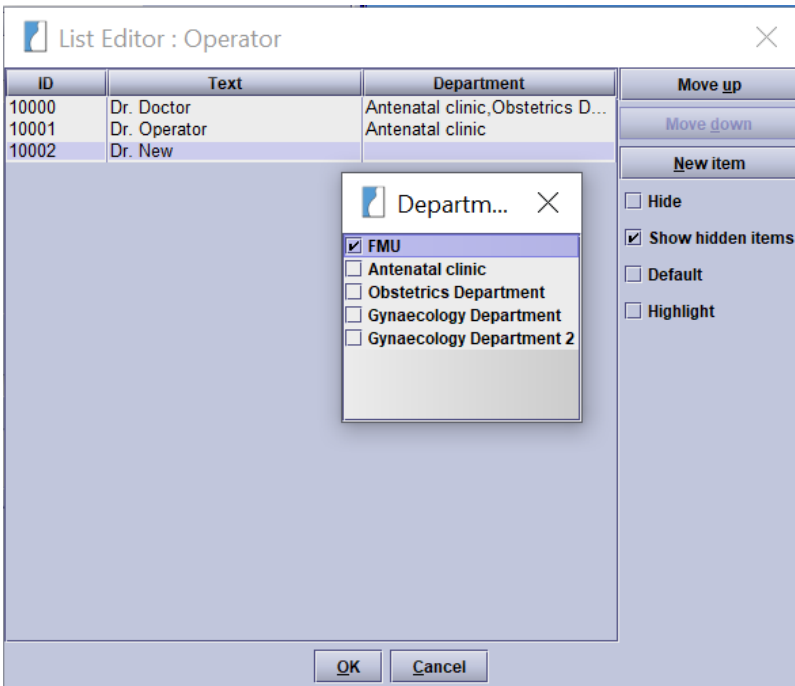 List Editor : Operator
ID Text Department
10000 Dr. Doctor Antenatal clinic,Obstetrics D...
10001 Dr. Operator Antenatal clinic
10002 Dr. New
Departm...
FMU
Antenatal clinic
Obstetrics Department
Gynaecology Department
Gynaecology Department 2
Move up
Move down
New item
Hide
Show hidden items
Default
Highlight
OK Cancel